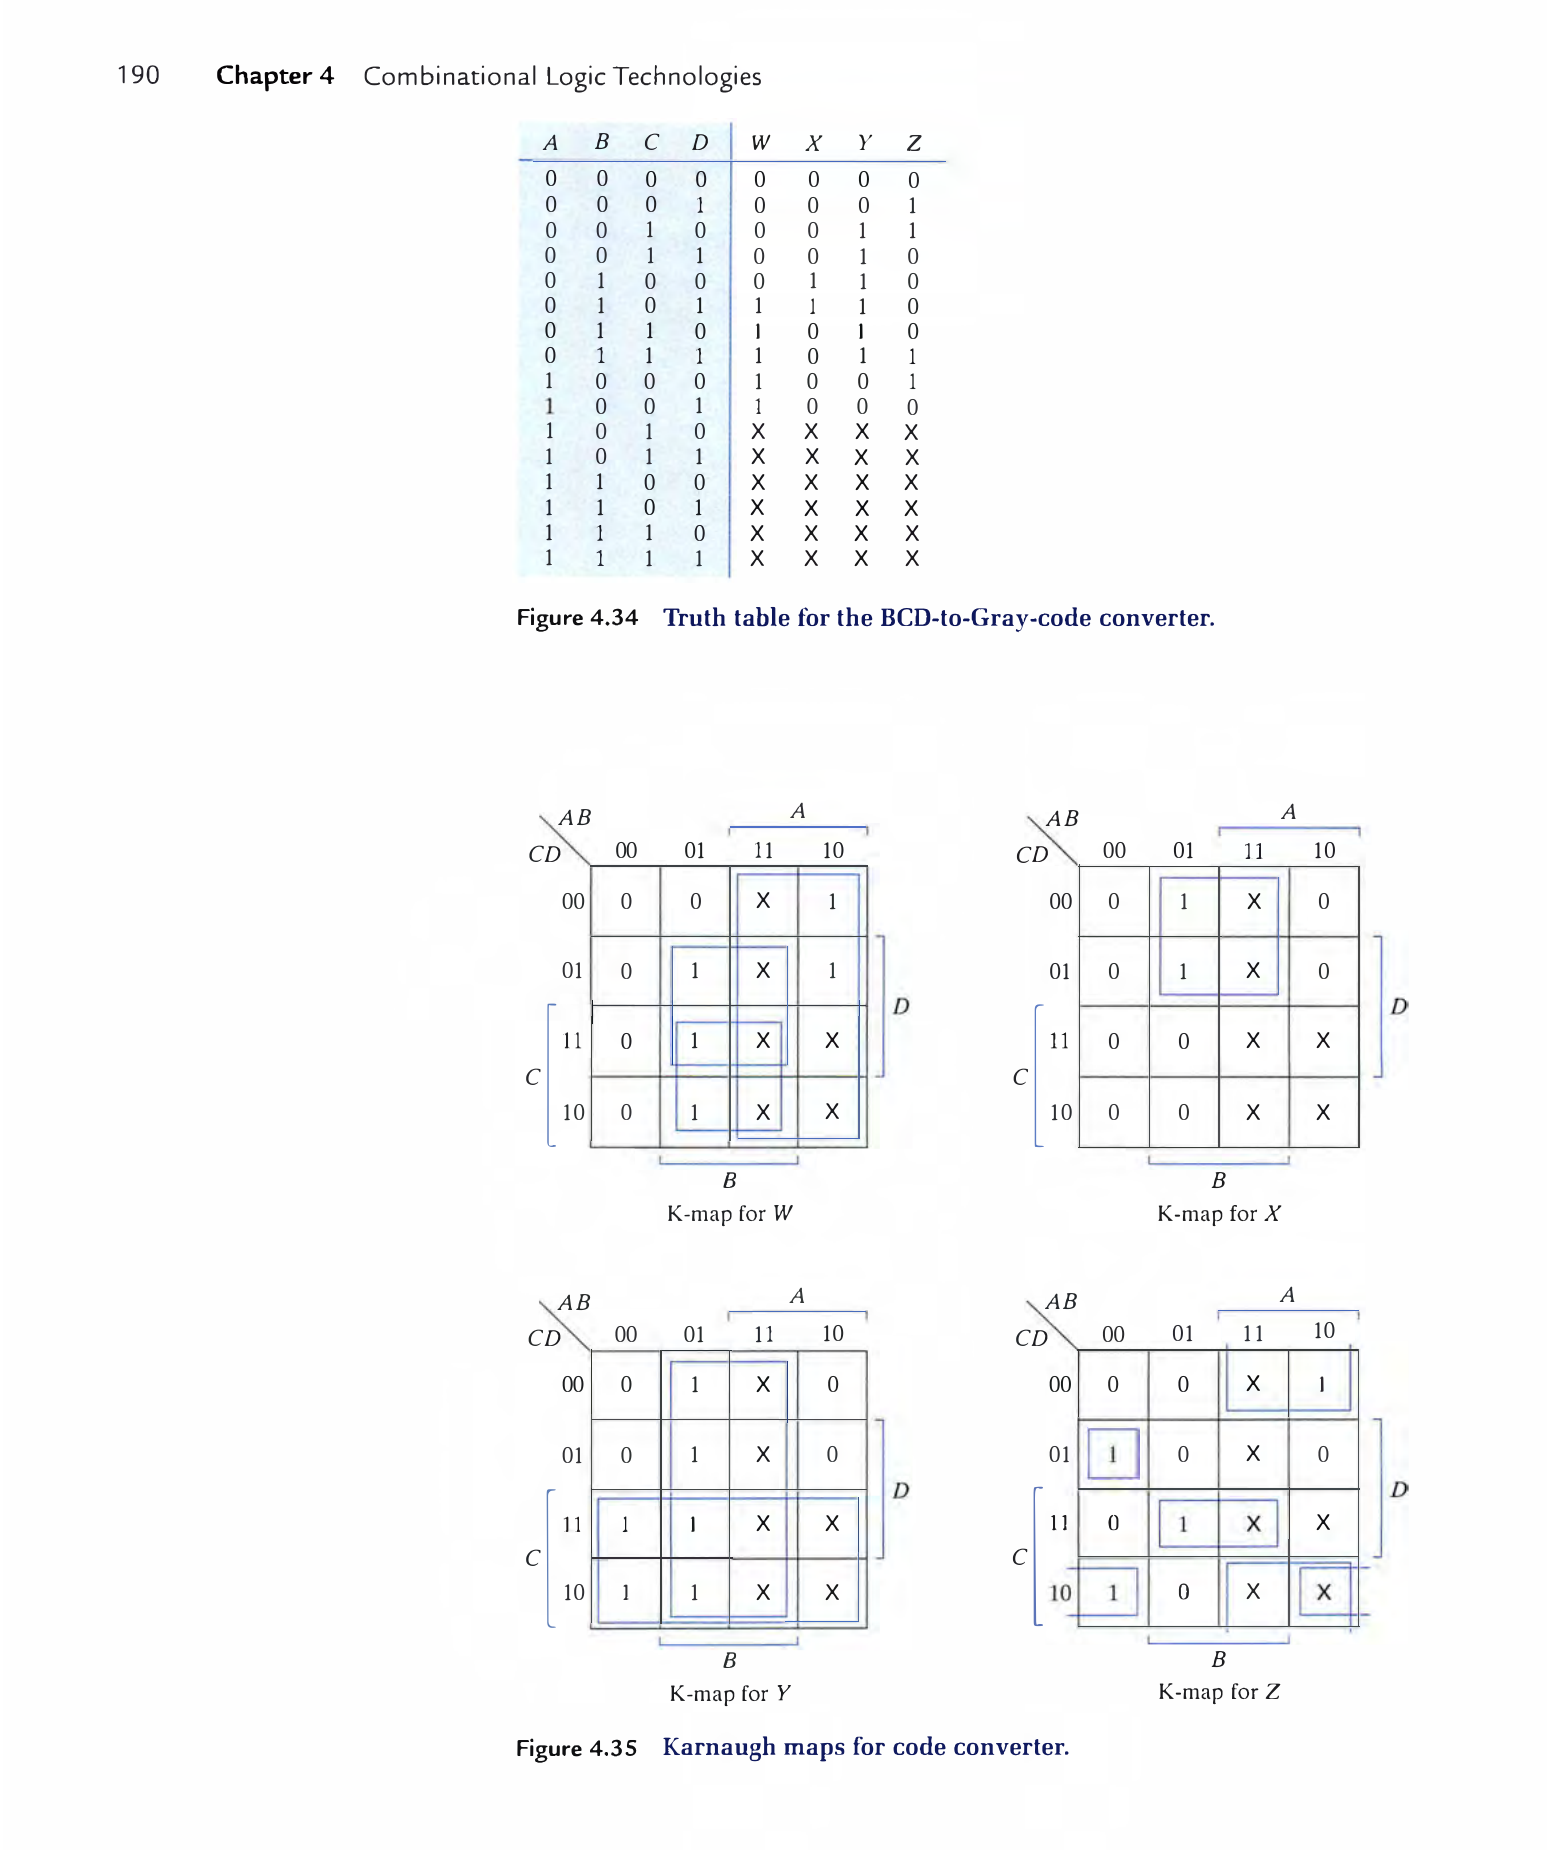 190 Chapter 4 Combinational Logic Technologies
A B C D W X Y Z
0 0 0 0 0 0 0 0
0 0 0 1 0 0 0 1
0 0 1 0 0 0 1 1
0 0 1 1 0 0 1 0
0 1 0 0 0 1 1 0
0 1 0 1 1 1 1 0
0 1 1 0 1 0 1 0
0 1 1 1 1 0 1 1
1 0 0 0 1 0 0 1
1 0 0 1 1 0 0 0
1 0 1 0 X X X X
1 0 1 1 X X X X
1 1 0 0 X X X X
1 1 0 1 X X X X
1 1 1 0 X X X X
1 1 1 1 X X X X
Figure 4.34 Truth table for the BCD-to-Gray-code converter.
AB A
CD 00 01 11 10
00 0 0 X 1
01 0 1 X 1
D
11 0 1 X X
C
10 0 1 X X
B
K-map for W
AB A
CD 00 01 11 10
00 0 1 X 0
01 0 1 X 0
D
11 0 0 X X
C
10 0 0 X X
B
K-map for X
AB A
CD 00 01 11 10
00 0 1 X 0
01 0 1 X 0
D
11 1 1 X X
C
10 1 1 X X
B
K-map for Y
AB A
CD 00 01 11 10
00 0 0 X 1
01 1 0 X 0
D
11 0 1 X X
C
10 1 0 X X
B
K-map for Z
Figure 4.35 Karnaugh maps for code converter.